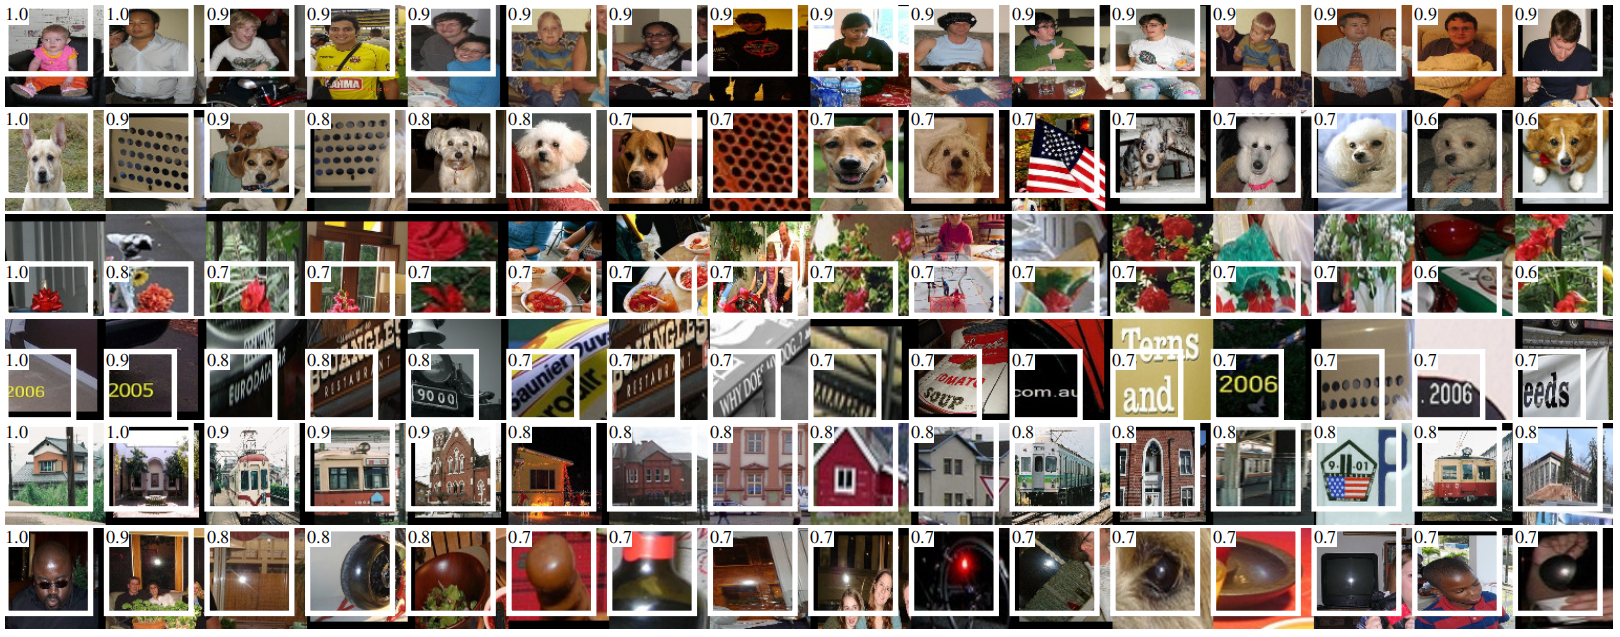 1.0 1.0 0.9 0.9 0.9 0.9 0.9 0.9 0.9 0.9 0.9 0.9 0.9 0.9 0.9 0.9
1.0 0.9 0.9 0.8 0.8 0.8 0.7 0.7 0.7 0.7 0.7 0.7 0.7 0.7 0.6 0.6
1.0 0.8 0.7 0.7 0.7 0.7 0.7 0.7 0.7 0.7 0.7 0.7 0.7 0.7 0.6 0.6
1.0 0.9 0.8 0.8 0.8 0.7 0.7 0.7 0.7 0.7 0.7 0.7 0.7 0.7 0.7 0.7
2006 2005 EURODA RESTAURANT 9000 Saunier Duv RESTAURANT WHY DOES DOG TOMATO SOUP com.au Terns and 2006 . 2006 eeds
1.0 1.0 0.9 0.9 0.9 0.8 0.8 0.8 0.8 0.8 0.8 0.8 0.8 0.8 0.8 0.8
9 11 01
1.0 0.9 0.8 0.8 0.8 0.7 0.7 0.7 0.7 0.7 0.7 0.7 0.7 0.7 0.7 0.7